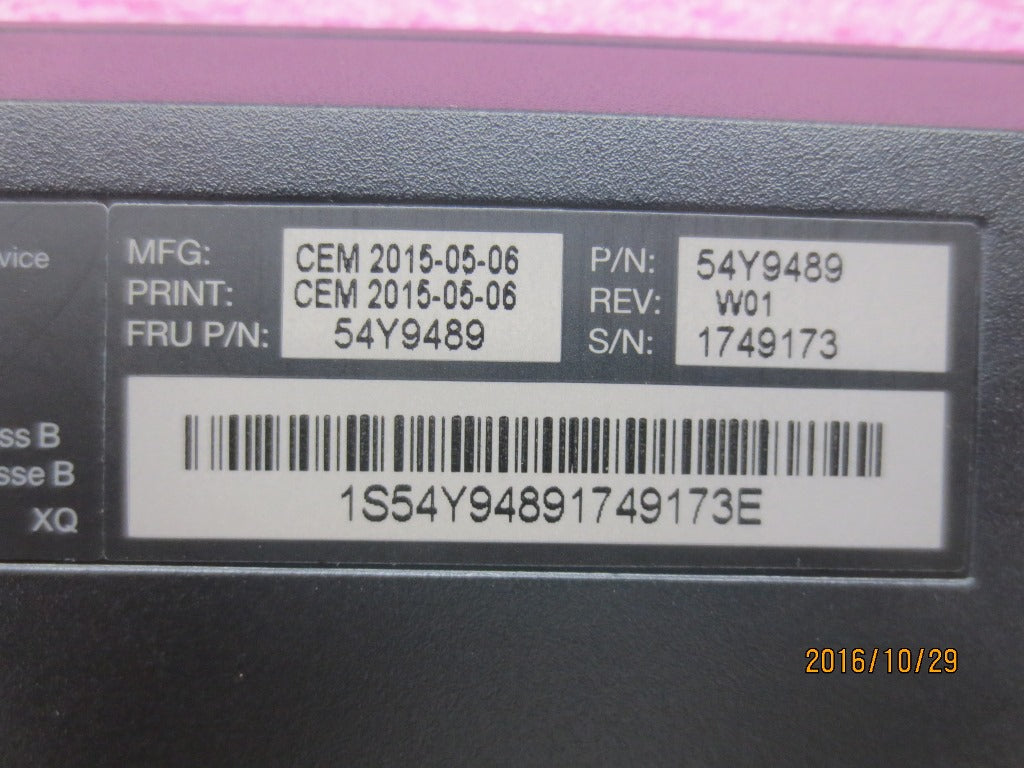 vice
MFG: CEM 2015-05-06
PRINT: CEM 2015-05-06
FRU P/N: 54Y9489
P/N: 54Y9489
REV: W01
S/N: 1749173
ss B
sse B
XQ
1S54Y94891749173E
2016/10/29